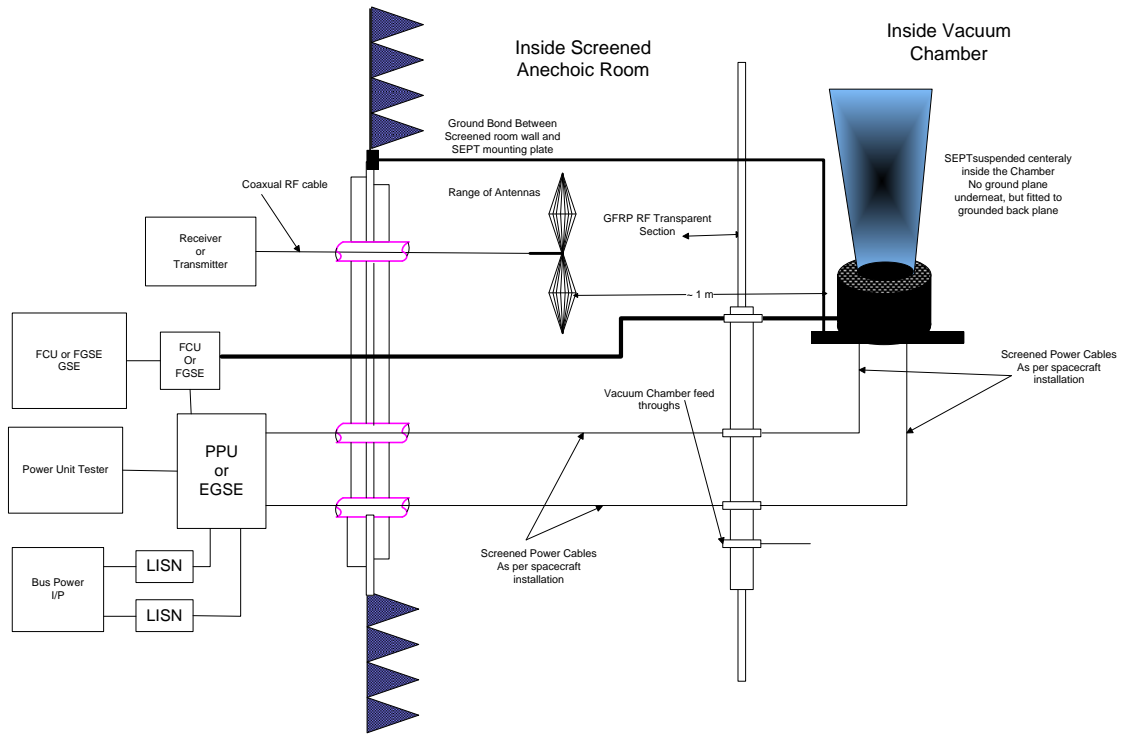 Inside Screened
Anechoic Room
Inside Vacuum
Chamber
Ground Bond Between
Screened room wall and
SEPT mounting plate
Coaxual RF cable
Range of Antennas
SEPTsuspended centeraly
inside the Chamber
No ground plane
underneat, but fitted to
grounded back plane
GFRP RF Transparent
Section
Receiver
or
Transmitter
~ 1 m
FCU or FGSE
GSE
FCU
Or
FGSE
Screened Power Cables
As per spacecraft
installation
Vacuum Chamber feed
throughs
Power Unit Tester
PPU
or
EGSE
Screened Power Cables
As per spacecraft
installation
Bus Power
I/P
LISN
LISN